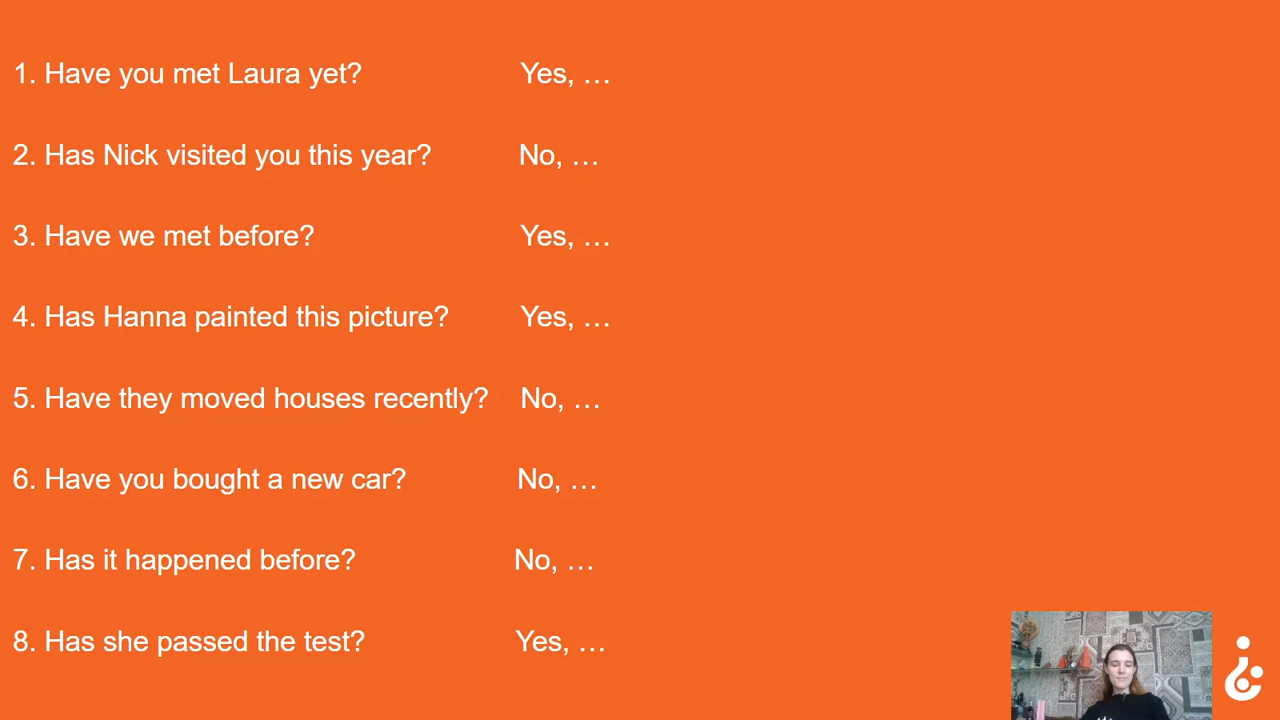 1. Have you met Laura yet? Yes, …
2. Has Nick visited you this year? No, …
3. Have we met before? Yes, …
4. Has Hanna painted this picture? Yes, …
5. Have they moved houses recently? No, …
6. Have you bought a new car? No, …
7. Has it happened before? No, …
8. Has she passed the test? Yes, …